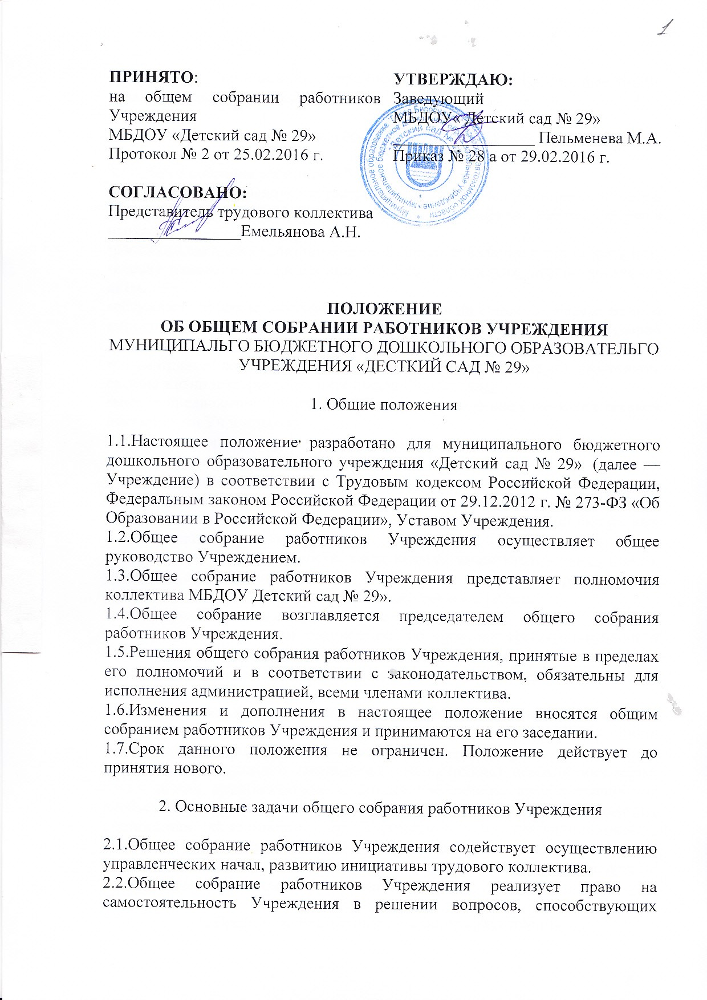 1
ПРИНЯТО:
на общем собрании работников
Учреждения
МБДОУ «Детский сад № 29»
Протокол № 2 от 25.02.2016 г.
УТВЕРЖДАЮ:
Заведующий
МБДОУ« Детский сад № 29»
Пельменева М.А.
Приказ № 28 а от 29.02.2016 г.
СОГЛАСОВАНО:
Представитель трудового коллектива
Емельянова А.Н.
ПОЛОЖЕНИЕ
ОБ ОБЩЕМ СОБРАНИИ РАБОТНИКОВ УЧРЕЖДЕНИЯ
МУНИЦИПАЛЬГО БЮДЖЕТНОГО ДОШКОЛЬНОГО ОБРАЗОВАТЕЛЬГО
УЧРЕЖДЕНИЯ «ДЕСТКИЙ САД № 29»
1. Общие положения
1.1.Настоящее положение разработано для муниципального бюджетного
дошкольного образовательного учреждения «Детский сад № 29» (далее —
Учреждение) в соответствии с Трудовым кодексом Российской Федерации,
Федеральным законом Российской Федерации от 29.12.2012 г. № 273-ФЗ «Об
Образовании в Российской Федерации», Уставом Учреждения.
1.2.Общее собрание работников Учреждения осуществляет общее
руководство Учреждением.
1.3.Общее собрание работников Учреждения представляет полномочия
коллектива МБДОУ Детский сад № 29».
1.4.Общее собрание возглавляется председателем общего собрания
работников Учреждения.
1.5.Решения общего собрания работников Учреждения, принятые в пределах
его полномочий и в соответствии с законодательством, обязательны для
исполнения администрацией, всеми членами коллектива.
1.6.Изменения и дополнения в настоящее положение вносятся общим
собранием работников Учреждения и принимаются на его заседании.
1.7.Срок данного положения не ограничен. Положение действует до
принятия нового.
2. Основные задачи общего собрания работников Учреждения
2.1.Общее собрание работников Учреждения содействует осуществлению
управленческих начал, развитию инициативы трудового коллектива.
2.2.Общее собрание работников Учреждения реализует право на
самостоятельность Учреждения в решении вопросов, способствующих